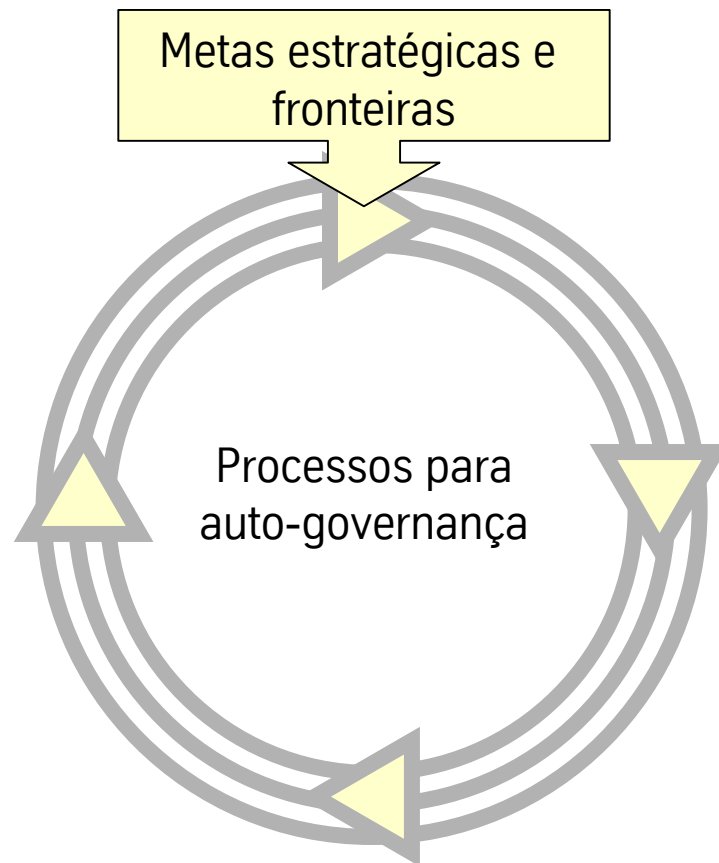 Metas estratégicas e
fronteiras
Processos para
auto-governança